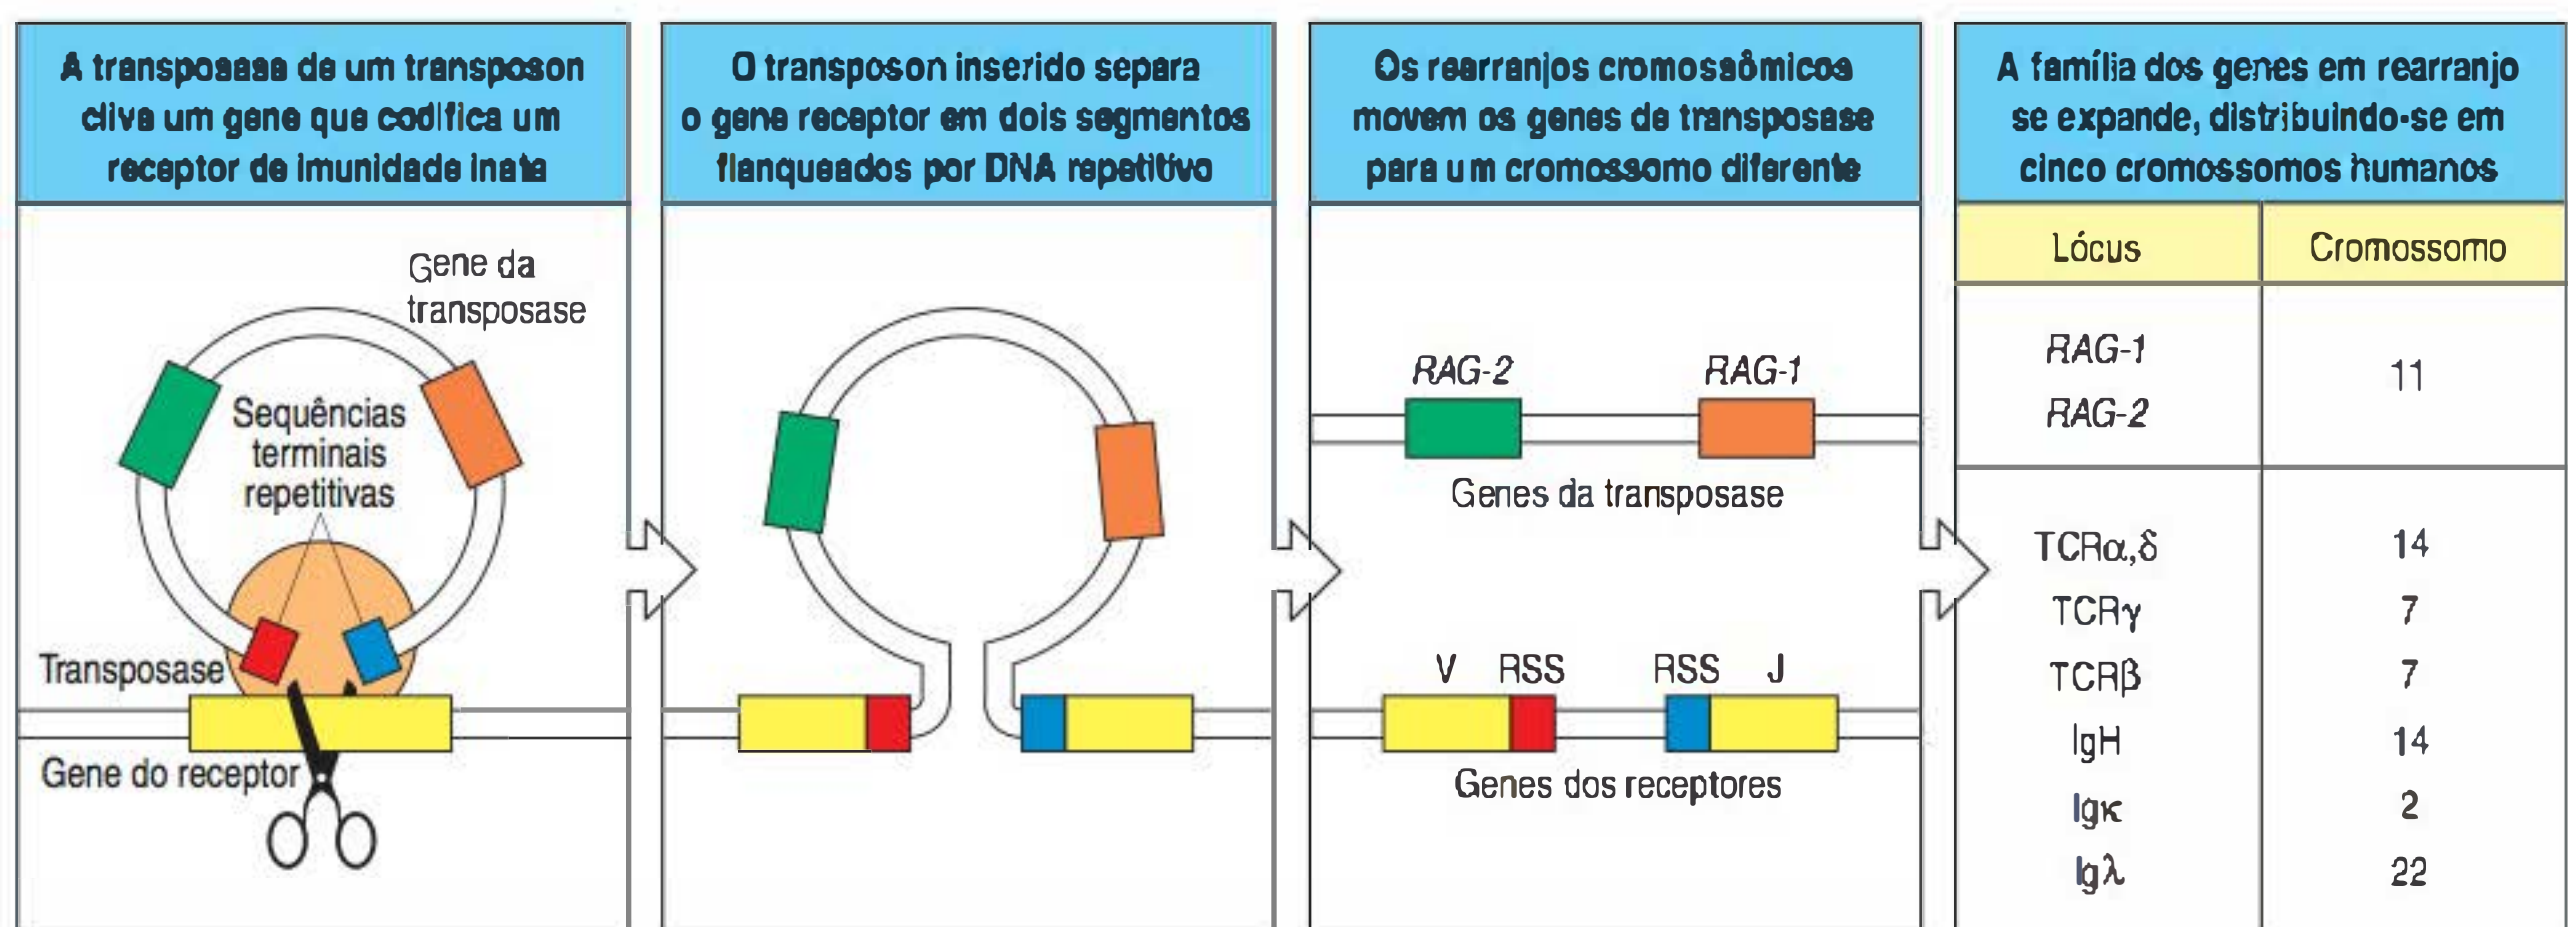 A transposase de um transposon
cliva um gene que codifica um
receptor de imunidade inata
Gene da
transposase
Sequências
terminais
repetitivas
Transposase
Gene do receptor
O transposon inserido separa
o gene receptor em dois segmentos
flanqueados por DNA repetitivo
Os rearranjos cromossômicos
movem os genes de transposase
para um cromossomo diferente
RAG-2 RAG-1
Genes da transposase
V RSS RSS J
Genes dos receptores
A família dos genes em rearranjo
se expande, distribuindo-se em
cinco cromossomos humanos
Lócus Cromossomo
RAG-1
11
RAG-2
TCRα,δ 14
TCRγ 7
TCRβ 7
IgH 14
Igκ 2
Igλ 22